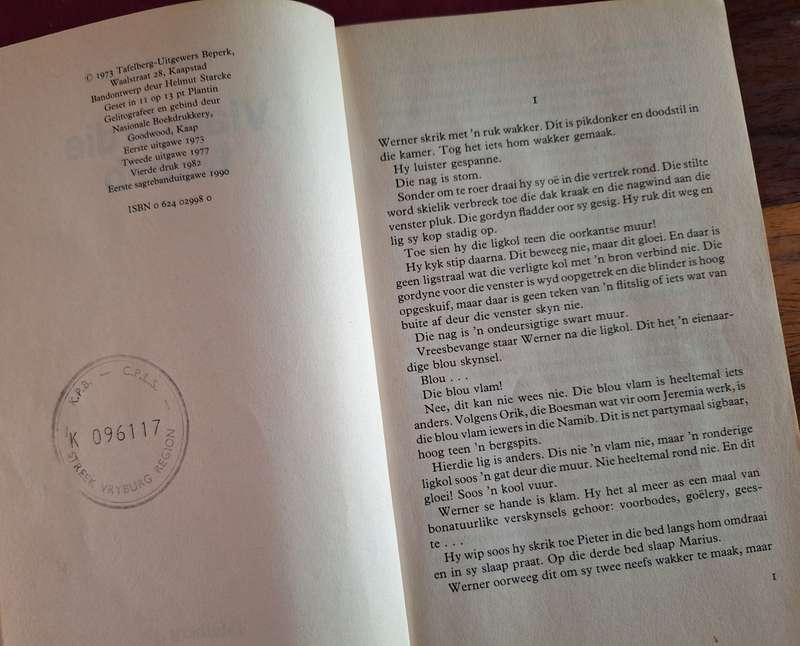 © 1973 Tafelberg-Uitgewers Beperk,
Waalstraat 28, Kaapstad
Bandontwerp deur Helmut Starcke
Geset in 11 op 13 pt Plantin
Gelitografeer en gebind deur
Nasionale Boekdrukkery,
Goodwood, Kaap
Eerste uitgawe 1973
Tweede uitgawe 1977
Vierde druk 1982
Eerste sagtebanduitgawe 1990
ISBN 0 624 02998 0
K.P.B. — C.P.L.S. —
K 096117
STREEK VRYBURG REGION
1
Werner skrik met 'n ruk wakker. Dit is pikdonker en doodstil in
die kamer. Tog het iets hom wakker gemaak.
Hy luister gespanne.
Die nag is stom.
Sonder om te roer draai hy sy oë in die vertrek rond. Die stilte
word skielik verbreek toe die dak kraak en die nagwind aan die
venster pluk. Die gordyn fladder oor sy gesig. Hy ruk dit weg en
lig sy kop stadig op.
Toe sien hy die ligkol teen die oorkantse muur!
Hy kyk stip daarna. Dit beweeg nie, maar dit gloei. En daar is
geen ligstraal wat die verligte kol met 'n bron verbind nie. Die
gordyne voor die venster is wyd oopgetrek en die blinder is hoog
opgeskuif, maar daar is geen teken van 'n flitslig of iets wat van
buite af deur die venster skyn nie.
Die nag is 'n ondeursigtige swart muur.
Vreesbevange staar Werner na die ligkol. Dit het 'n eienaar-
dige blou skynsel.
Blou . . .
Die blou vlam!
Nee, dit kan nie wees nie. Die blou vlam is heeltemal iets
anders. Volgens Orik, die Boesman wat vir oom Jeremia werk, is
die blou vlam iewers in die Namib. Dit is net partymaal sigbaar,
hoog teen 'n bergspits.
Hierdie lig is anders. Dis nie 'n vlam nie, maar 'n ronderige
ligkol soos 'n gat deur die muur. Nie heeltemal rond nie. En dit
gloei! Soos 'n kool vuur.
Werner se hande is klam. Hy het al meer as een maal van
bonatuurlike verskynsels gehoor: voorbodes, goëlery, gees-
te . . .
Hy wip soos hy skrik toe Pieter in die bed langs hom omdraai
en in sy slaap praat. Op die derde bed slaap Marius.
Werner oorweeg dit om sy twee neefs wakker te maak, maar
1